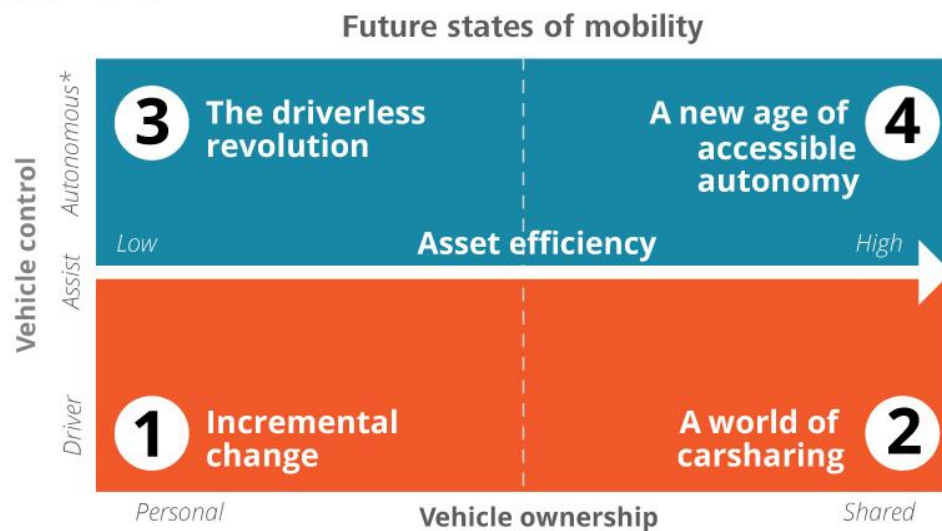 Future states of mobility
Vehicle control
Autonomous*
Assist
Driver
3
The driverless
revolution
A new age of
accessible
autonomy
4
Low
Asset efficiency
High
1
Incremental
change
A world of
carsharing
2
Personal
Vehicle ownership
Shared